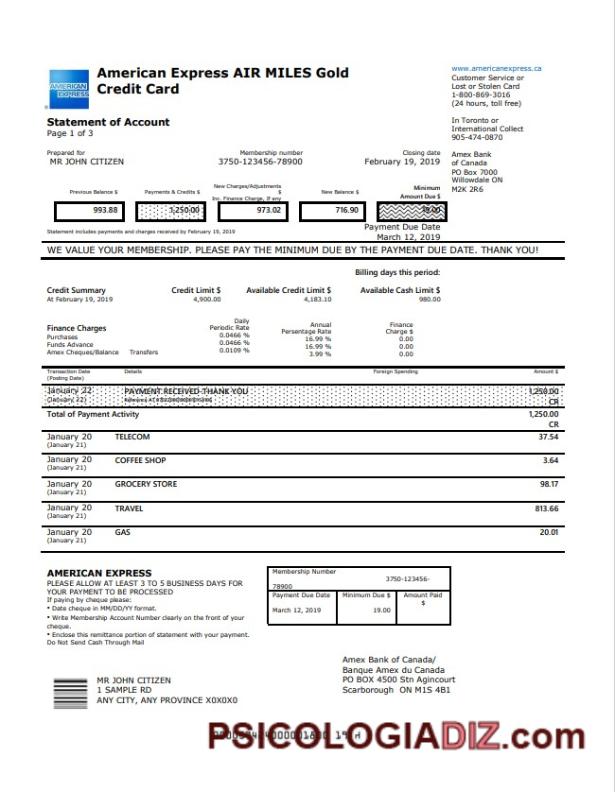 www.americanexpress.ca
American Express AIR MILES Gold
Credit Card
Customer Service or
Lost or Stolen Card
1-800-869-3016
(24 hours, toll free)
AMERICAN
EXPRESS
Statement of Account
Page 1 of 3
In Toronto or
International Collect
905-474-0870
Prepared for Membership number Closing date
MR JOHN CITIZEN 3750-123456-78900 February 19, 2019
Amex Bank
of Canada
PO Box 7000
Willowdale ON
M2K 2R6
Previous Balance $ Payments & Credits $ New Charges/Adjustments $ Inc. Finance Charge, If any New Balance $ Minimum Amount Due $
993.88 1,250.00 973.02 716.90 19.00
Statement includes payments and charges received by February 19, 2019
Payment Due Date
March 12, 2019
WE VALUE YOUR MEMBERSHIP. PLEASE PAY THE MINIMUM DUE BY THE PAYMENT DUE DATE. THANK YOU!
Billing days this period:
Credit Summary Credit Limit $ Available Credit Limit $ Available Cash Limit $
At February 19, 2019 4,900.00 4,183.10 980.00
Finance Charges Daily Periodic Rate Annual Percentage Rate Finance Charge $
Purchases 0.0466 % 16.99 % 0.00
Funds Advance 0.0466 % 16.99 % 0.00
Amex Cheques/Balance Transfers 0.0109 % 3.99 % 0.00
Transaction Date Details Foreign Spending Amount $
(Posting Date)
January 22 PAYMENT RECEIVED-THANK YOU 1,250.00
(January 22) CR
Total of Payment Activity 1,250.00
CR
January 20 TELECOM 37.54
(January 21)
January 20 COFFEE SHOP 3.64
(January 21)
January 20 GROCERY STORE 98.17
(January 21)
January 20 TRAVEL 813.66
(January 21)
January 20 GAS 20.01
(January 21)
AMERICAN EXPRESS
PLEASE ALLOW AT LEAST 3 TO 5 BUSINESS DAYS FOR
YOUR PAYMENT TO BE PROCESSED
If paying by cheque please:
• Date cheque in MM/DD/YY format.
• Write Membership Account Number clearly on the front of your
cheque.
• Enclose this remittance portion of statement with your payment.
Do Not Send Cash Through Mail
Membership Number
3750-123456-
78900
Payment Due Date Minimum Due $ Amount Paid $
March 12, 2019 19.00
Amex Bank of Canada/
Banque Amex du Canada
PO BOX 4500 Stn Agincourt
Scarborough ON M1S 4B1
MR JOHN CITIZEN
1 SAMPLE RD
ANY CITY, ANY PROVINCE X0X0X0
PSICOLOGIADIZ.com